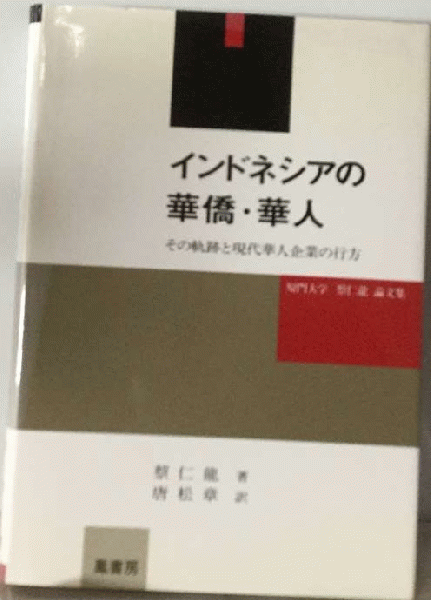 インドネシアの
華僑・華人
その軌跡と現代華人企業の行方
厦門大学 蔡仁龍 論文集
蔡仁龍 著
唐松章 訳
鳳書房